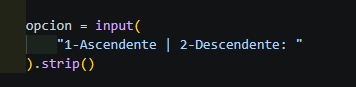 opcion = input(
"1-Ascendente | 2-Descendente: "
).strip()